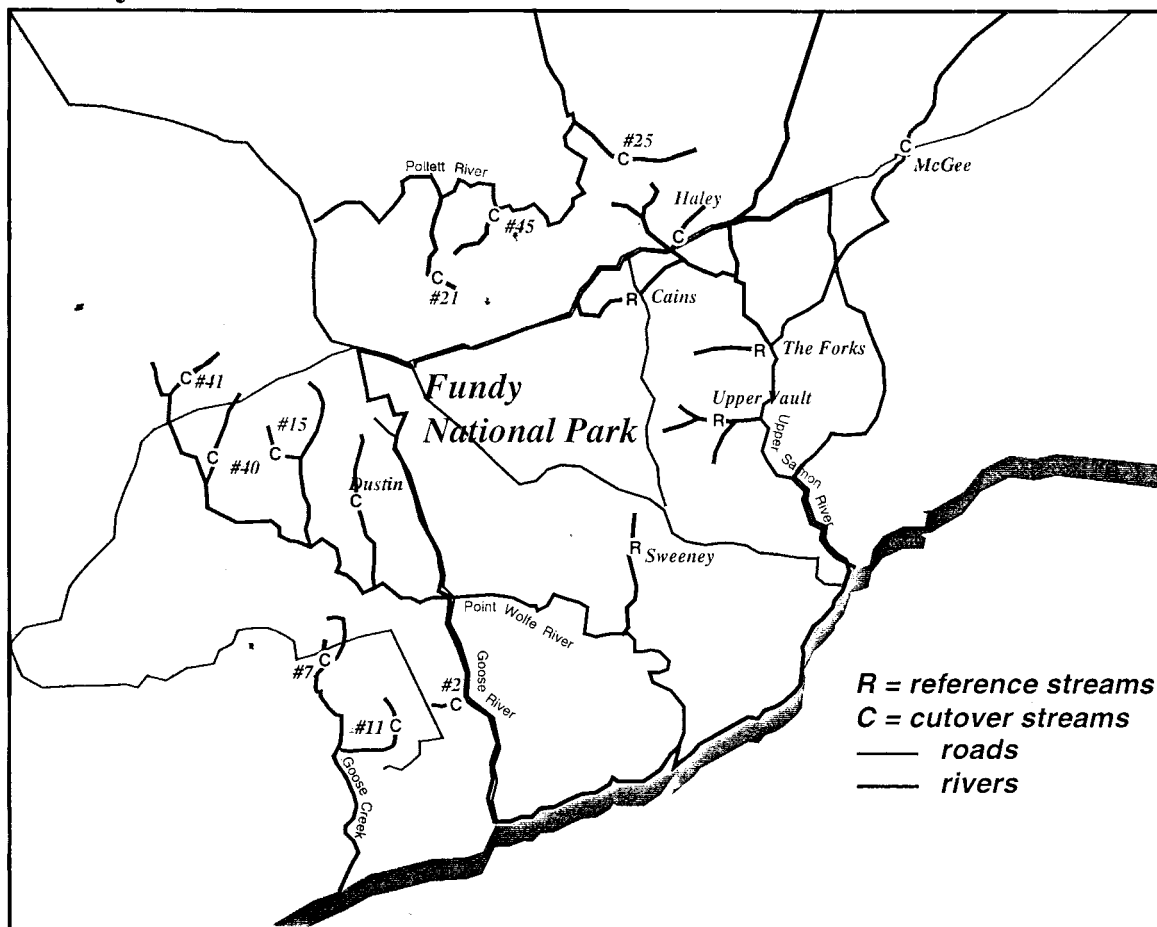 #25
C
C
McGee
Pollett River
Haley
C
C
#45
C
#21
R
Cains
R
The Forks
C
#41
Fundy
National Park
Upper Vault
R
#15
C
C
#40
Dustin
C
Upper Salmon River
R
Sweeney
Point Wolfe River
#7
C
#2
C
Goose River
#11
C
Goose Creek
R = reference streams
C = cutover streams
roads
rivers